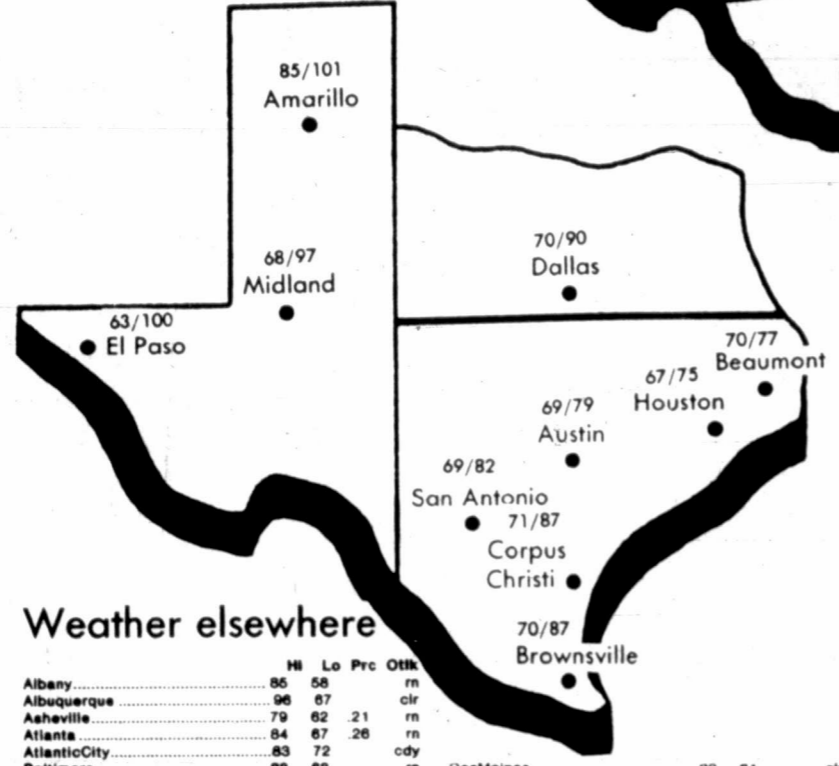 85/101
Amarillo
68/97
Midland
63/100
El Paso
70/90
Dallas
70/77
Beaumont
67/75
Houston
69/79
Austin
69/82
San Antonio
71/87
Corpus
Christi
70/87
Brownsville
Weather elsewhere
Hi Lo Prc Otlk
Albany 85 58 rn
Albuquerque 96 67 clr
Asheville 79 62 .21 rn
Atlanta 84 67 .26 rn
AtlanticCity 83 72 cdy